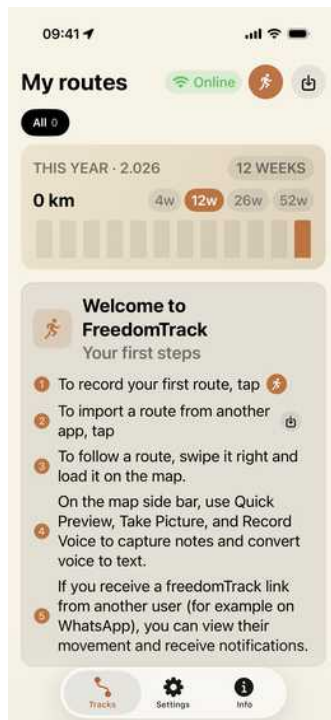 09:41
My routes
Online
All 0
THIS YEAR · 2.026
12 WEEKS
0 km
4w 12w 26w 52w
Welcome to
FreedomTrack
Your first steps
1 To record your first route, tap
2 To import a route from another
app, tap
3 To follow a route, swipe it right and
load it on the map.
4 On the map side bar, use Quick
Preview, Take Picture, and Record
Voice to capture notes and convert
voice to text.
5 If you receive a freedomTrack link
from another user (for example on
WhatsApp), you can view their
movement and receive notifications.
Tracks Settings Info